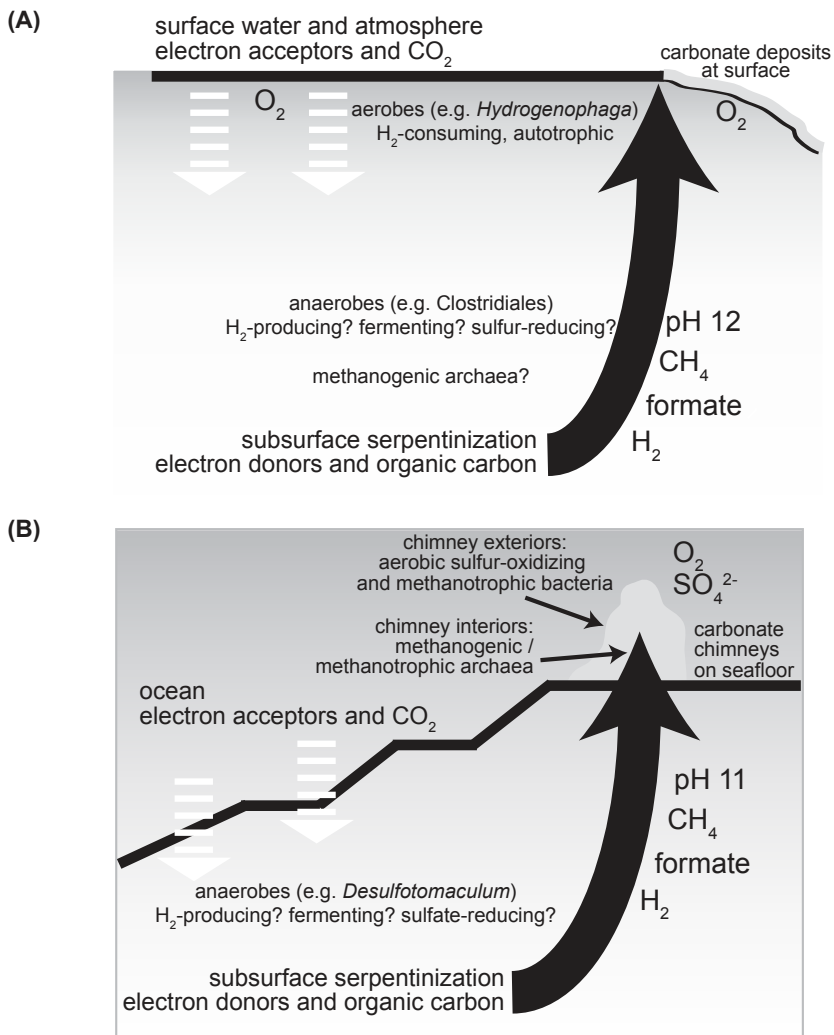 (A)
surface water and atmosphere
electron acceptors and CO₂
carbonate deposits
at surface
O₂
aerobes (e.g. Hydrogenophaga)
H₂-consuming, autotrophic
O₂
anaerobes (e.g. Clostridiales)
H₂-producing? fermenting? sulfur-reducing?
methanogenic archaea?
pH 12
CH₄
formate
H₂
subsurface serpentinization
electron donors and organic carbon
(B)
chimney exteriors:
aerobic sulfur-oxidizing
and methanotrophic bacteria
O₂
SO₄²⁻
chimney interiors:
methanogenic /
methanotrophic archaea
carbonate
chimneys
on seafloor
ocean
electron acceptors and CO₂
pH 11
CH₄
formate
H₂
anaerobes (e.g. Desulfotomaculum)
H₂-producing? fermenting? sulfate-reducing?
subsurface serpentinization
electron donors and organic carbon